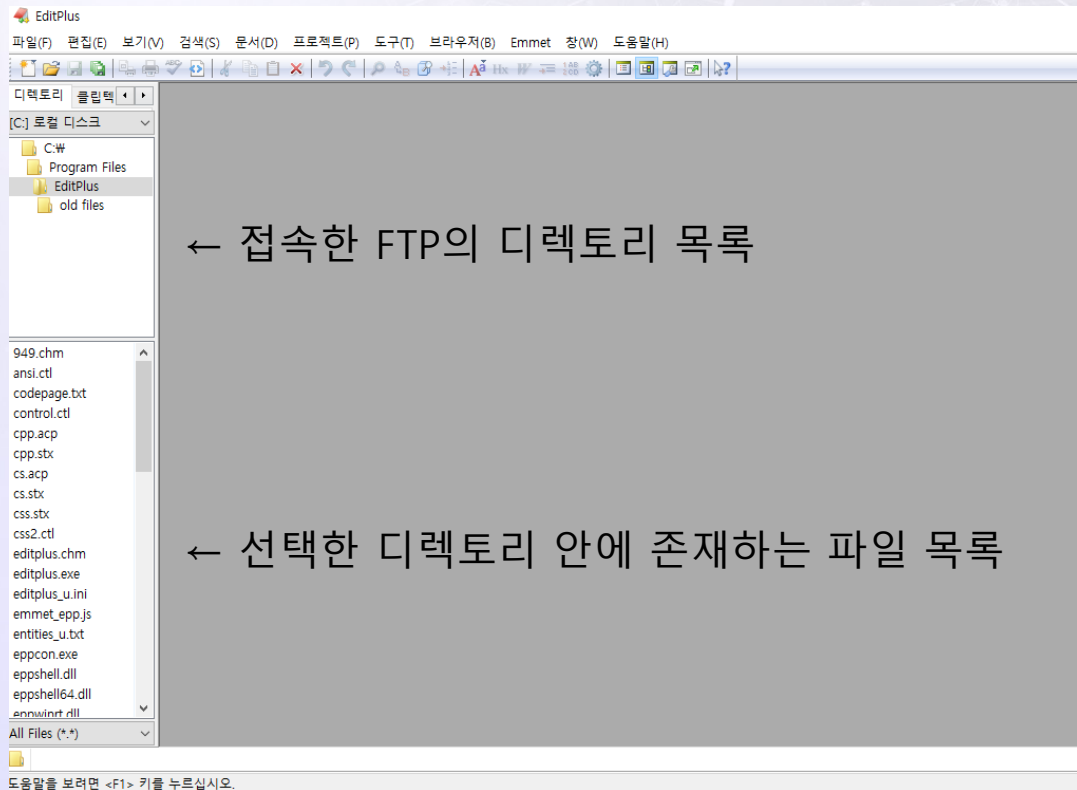 EditPlus
파일(F) 편집(E) 보기(V) 검색(S) 문서(D) 프로젝트(P) 도구(T) 브라우저(B) Emmet 창(W) 도움말(H)
디렉토리 클립텍
[C:] 로컬 디스크
C:₩
Program Files
EditPlus
old files
← 접속한 FTP의 디렉토리 목록
949.chm
ansi.ctl
codepage.txt
control.ctl
cpp.acp
cpp.stx
cs.acp
cs.stx
css.stx
css2.ctl
editplus.chm
editplus.exe
editplus_u.ini
emmet_epp.js
entities_u.txt
eppcon.exe
eppshell.dll
eppshell64.dll
eppwinrt.dll
← 선택한 디렉토리 안에 존재하는 파일 목록
All Files (*.*)
도움말을 보려면 <F1> 키를 누르십시오.